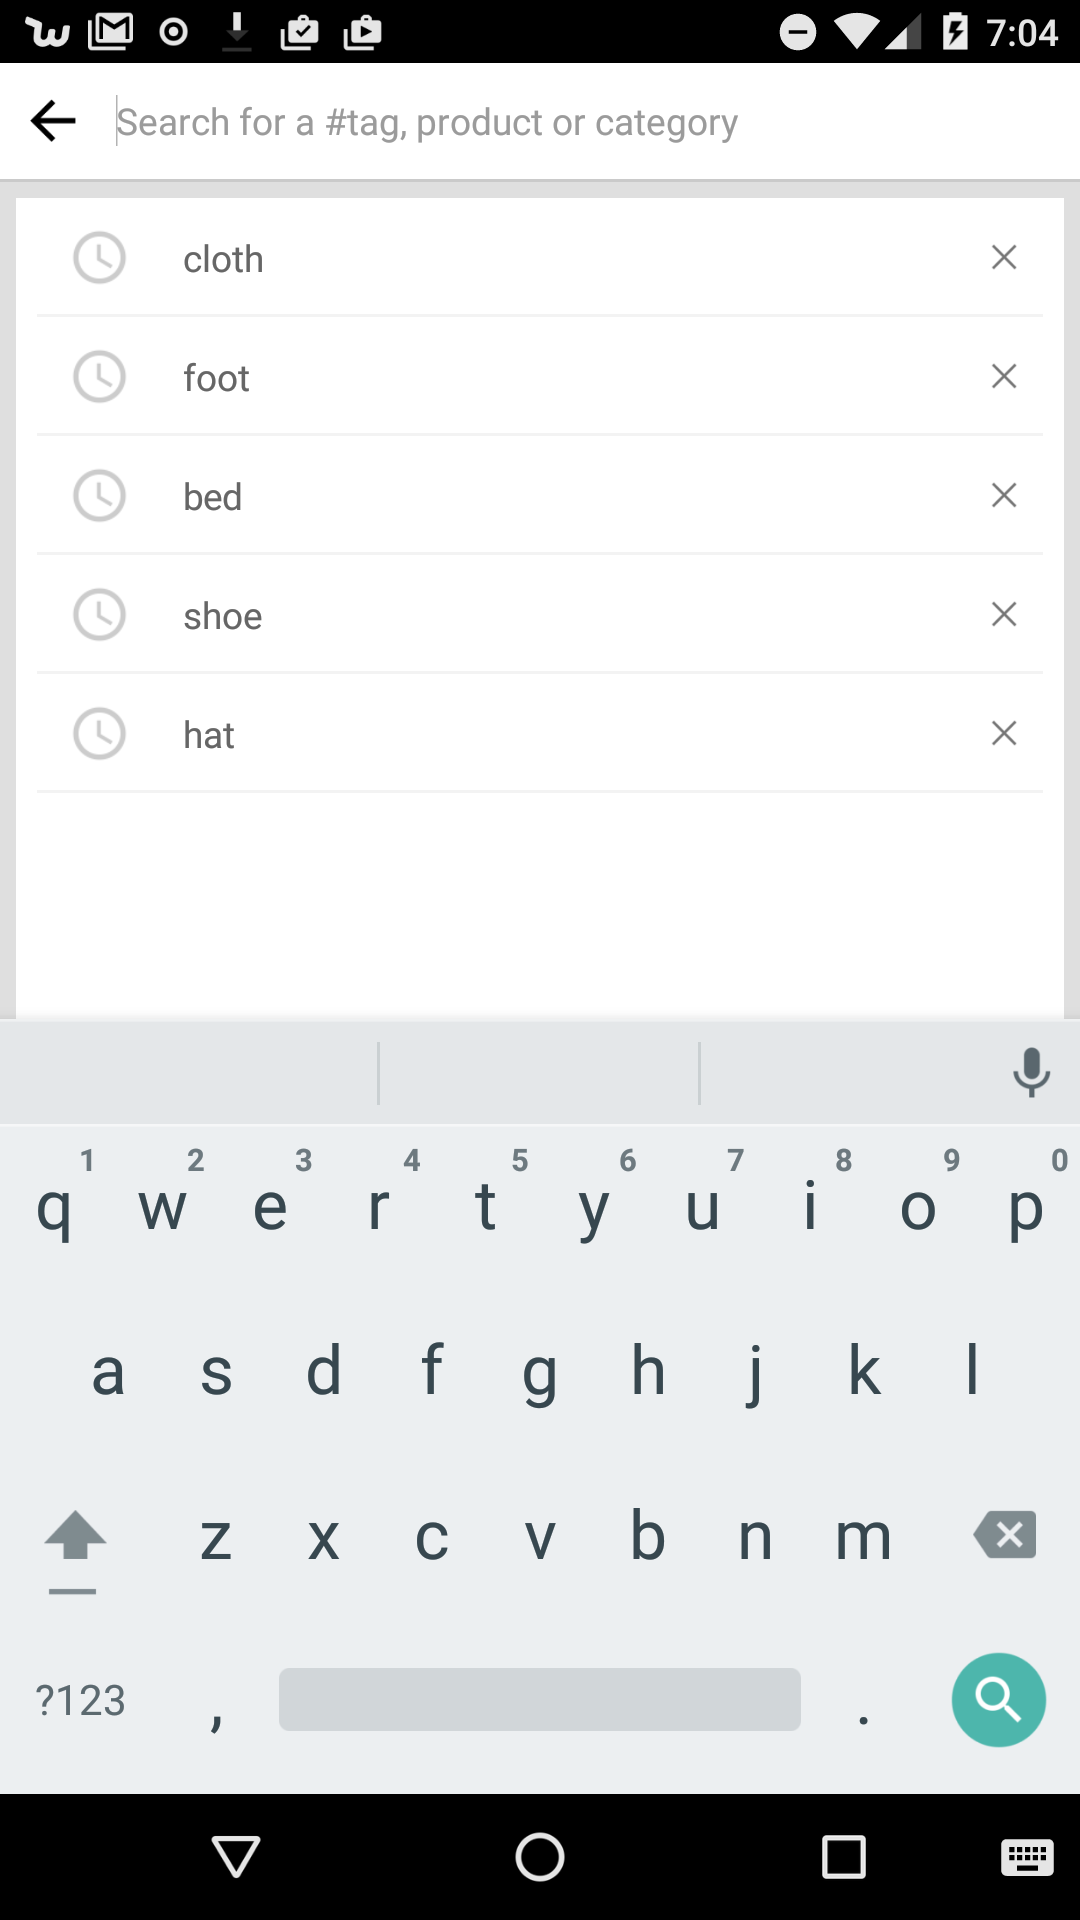 7:04
Search for a #tag, product or category
cloth
foot
bed
shoe
hat
1 2 3 4 5 6 7 8 9 0
q w e r t y u i o p
a s d f g h j k l
z x c v b n m
?123 , .